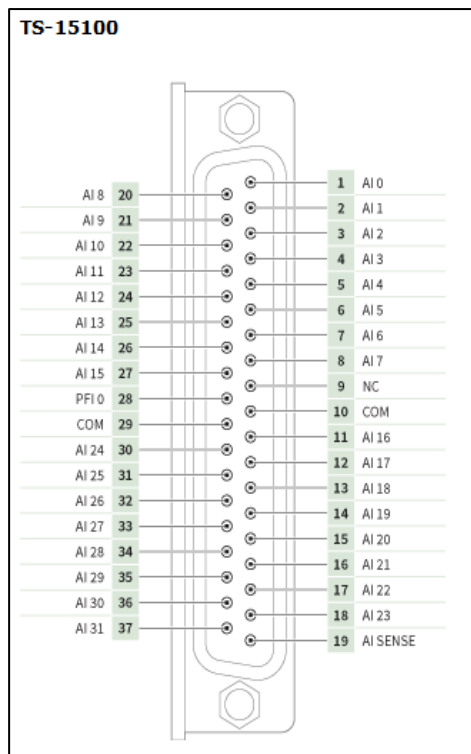 TS-15100
1 AI 0
AI 8 20
2 AI 1
AI 9 21
3 AI 2
AI 10 22
4 AI 3
AI 11 23
5 AI 4
AI 12 24
6 AI 5
AI 13 25
7 AI 6
AI 14 26
8 AI 7
AI 15 27
9 NC
PFI 0 28
10 COM
COM 29
11 AI 16
AI 24 30
12 AI 17
AI 25 31
13 AI 18
AI 26 32
14 AI 19
AI 27 33
15 AI 20
AI 28 34
16 AI 21
AI 29 35
17 AI 22
AI 30 36
18 AI 23
AI 31 37
19 AI SENSE